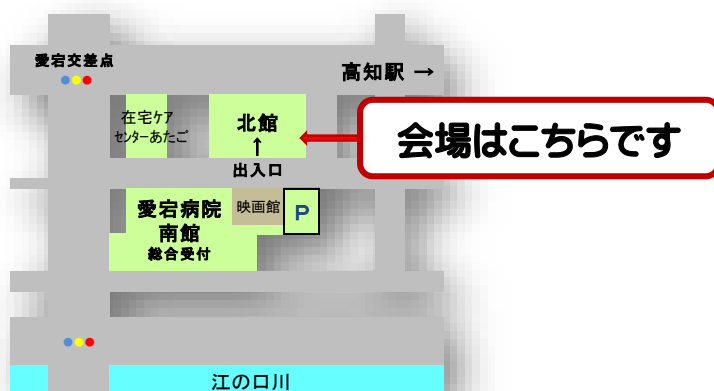 愛宕交差点
高知駅 →
在宅ケア
センターあたご
北館
↑
出入口
会場はこちらです
愛宕病院
南館
総合受付
映画館
P
江の口川